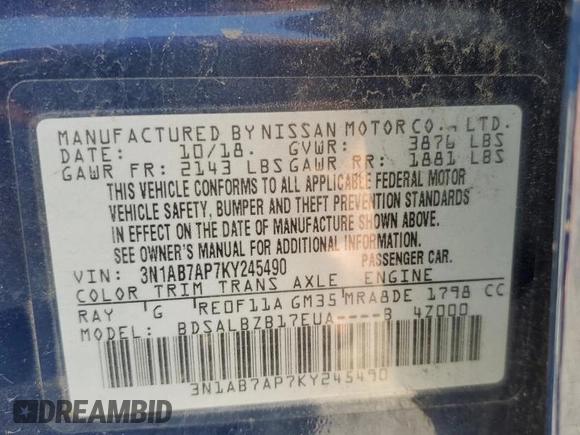 MANUFACTURED BY NISSAN MOTOR CO., LTD.
DATE: 10/18. GVWR: 3876 LBS
GAWR FR: 2143 LBS GAWR RR: 1881 LBS
THIS VEHICLE CONFORMS TO ALL APPLICABLE FEDERAL MOTOR
VEHICLE SAFETY, BUMPER AND THEFT PREVENTION STANDARDS
IN EFFECT ON THE DATE OF MANUFACTURE SHOWN ABOVE.
SEE OWNER'S MANUAL FOR ADDITIONAL INFORMATION.
VIN: 3N1AB7AP7KY245490 PASSENGER CAR.
COLOR TRIM TRANS AXLE ENGINE
RAY G RE0F11A GM35 MRA8DE 1798 CC
MODEL: BDSALBZB17EUA----B 4Z000
3N1AB7AP7KY245490
DREAMBID